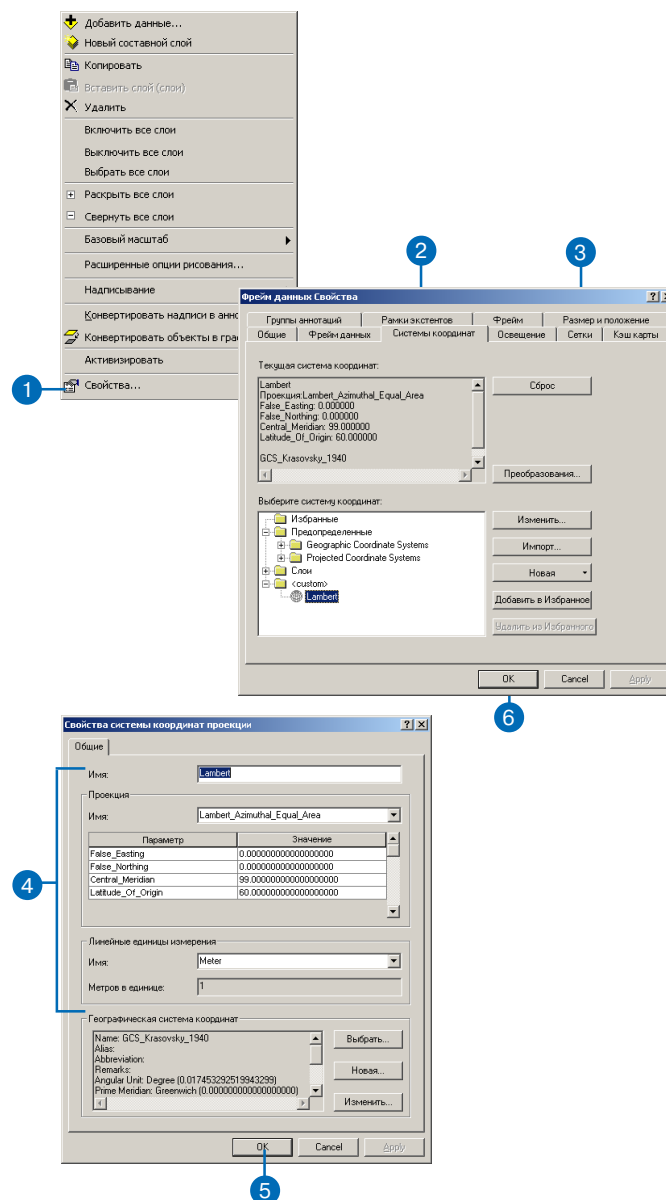 Добавить данные...
Новый составной слой
Копировать
Вставить слой (слои)
Удалить
Включить все слои
Выключить все слои
Выбрать все слои
Раскрыть все слои
Свернуть все слои
Базовый масштаб
Расширенные опции рисования...
Надписывание
Конвертировать надписи в анно
Конвертировать объекты в гра
Активизировать
1
Свойства...
2
3
Фрейм данных Свойства
Группы аннотаций
Рамки экстентов
Фрейм
Размер и положение
Общие
Фрейм данных
Системы координат
Освещение
Сетки
Кэш карты
Текущая система координат:
Lambert
Проекция:Lambert_Azimuthal_Equal_Area
False_Easting: 0.000000
False_Northing: 0.000000
Central_Meridian: 99.000000
Latitude_Of_Origin: 60.000000
GCS_Krasovsky_1940
Сброс
Преобразования...
Выберите систему координат:
Избранные
Предопределенные
Geographic Coordinate Systems
Projected Coordinate Systems
Слои
<custom>
Lambert
Изменить...
Импорт...
Новая
Добавить в Избранное
Удалить из Избранного
OK
Cancel
Apply
6
Свойства системы координат проекции
Общие
4
Имя:
Lambert
Проекция
Имя:
Lambert_Azimuthal_Equal_Area
Параметр
Значение
False_Easting
0.000000000000000000
False_Northing
0.000000000000000000
Central_Meridian
99.000000000000000000
Latitude_Of_Origin
60.000000000000000000
Линейные единицы измерения
Имя:
Meter
Метров в единице:
1
Географическая система координат
Name: GCS_Krasovsky_1940
Alias:
Abbreviation:
Remarks:
Angular Unit: Degree (0.017453292519943299)
Prime Meridian: Greenwich (0.000000000000000000)
Выбрать...
Новая...
Изменить...
OK
Cancel
Apply
5